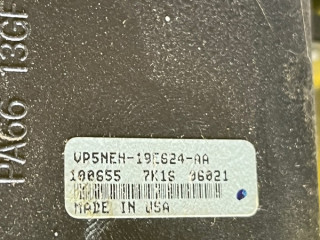 PA66 13GF
VP5NEH-19E624-AA
100655 7K1S 06021
MADE IN USA